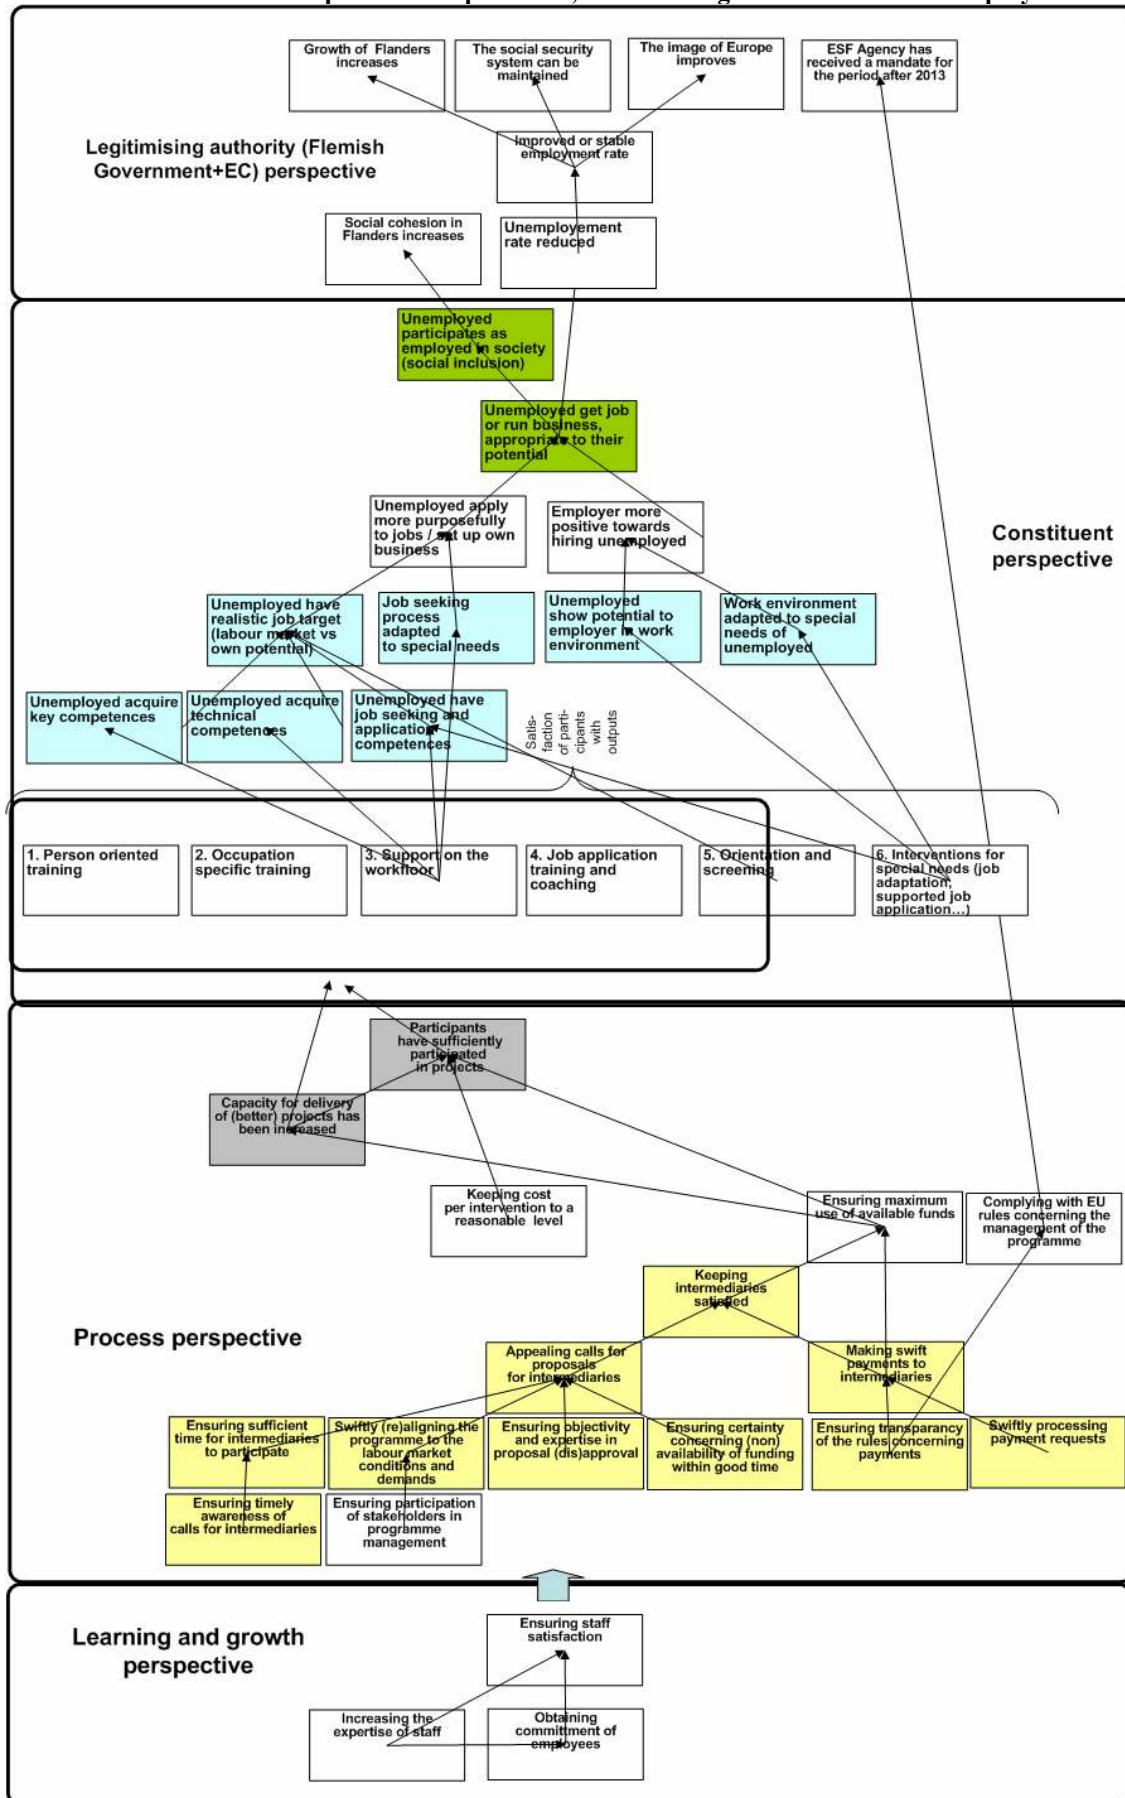 Growth of Flanders
increases
The social security
system can be
maintained
The image of Europe
improves
ESF Agency has
received a mandate for
the period after 2013
Legitimising authority (Flemish
Government+EC) perspective
Improved or stable
employment rate
Social cohesion in
Flanders increases
Unemployement
rate reduced
Unemployed
participates as
employed in society
(social inclusion)
Unemployed get job
or run business,
appropriate to their
potential
Unemployed apply
more purposefully
to jobs / set up own
business
Employer more
positive towards
hiring unemployed
Constituent
perspective
Unemployed have
realistic job target
(labour market vs
own potential)
Job seeking
process
adapted
to special needs
Unemployed
show potential to
employer in work
environment
Work environment
adapted to special
needs of
unemployed
Unemployed acquire
key competences
Unemployed acquire
technical
competences
Unemployed have
job seeking and
application
competences
Satis-
faction
of parti-
cipants
with
outputs
1. Person oriented
training
2. Occupation
specific training
3. Support on the
workfloor
4. Job application
training and
coaching
5. Orientation and
screening
6. Interventions for
special needs (job
adaptation,
supported job
application...)
Participants
have sufficiently
participated
in projects
Capacity for delivery
of (better) projects has
been increased
Keeping cost
per intervention to a
reasonable level
Ensuring maximum
use of available funds
Complying with EU
rules concerning the
management of the
programme
Keeping
intermediaries
satisfied
Process perspective
Appealing calls for
proposals
for intermediaries
Making swift
payments to
intermediaries
Ensuring sufficient
time for intermediaries
to participate
Swiftly (re)aligning the
programme to the
labour market
conditions and
demands
Ensuring objectivity
and expertise in
proposal (dis)approval
Ensuring certainty
concerning (non)
availability of funding
within good time
Ensuring transparancy
of the rules concerning
payments
Swiftly processing
payment requests
Ensuring timely
awareness of
calls for intermediaries
Ensuring participation
of stakeholders in
programme
management
Learning and growth
perspective
Ensuring staff
satisfaction
Increasing the
expertise of staff
Obtaining
committment of
employees